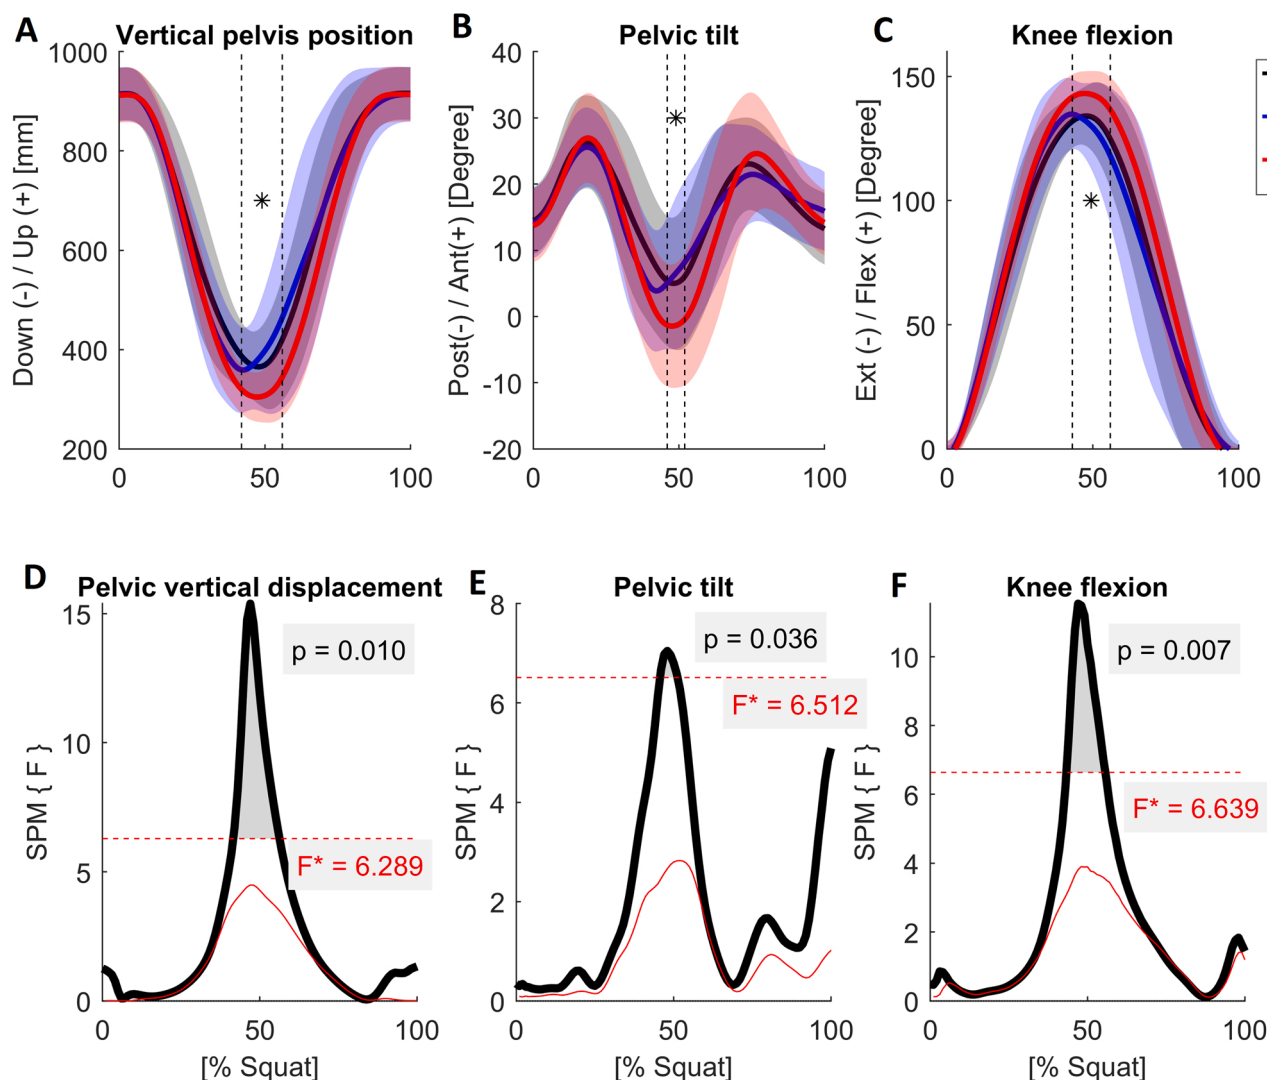 A
Vertical pelvis position
Down (-) / Up (+) [mm]
1000
800
600
400
200
0
50
100
*
B
Pelvic tilt
Post(-) / Ant(+) [Degree]
40
30
20
10
0
-10
-20
0
50
100
*
C
Knee flexion
Ext (-) / Flex (+) [Degree]
150
100
50
0
0
50
100
*
D
Pelvic vertical displacement
SPM { F }
15
10
5
0
p = 0.010
F* = 6.289
0
50
100
[% Squat]
E
Pelvic tilt
SPM { F }
8
6
4
2
0
p = 0.036
F* = 6.512
0
50
100
[% Squat]
F
Knee flexion
SPM { F }
10
8
6
4
2
0
p = 0.007
F* = 6.639
0
50
100
[% Squat]